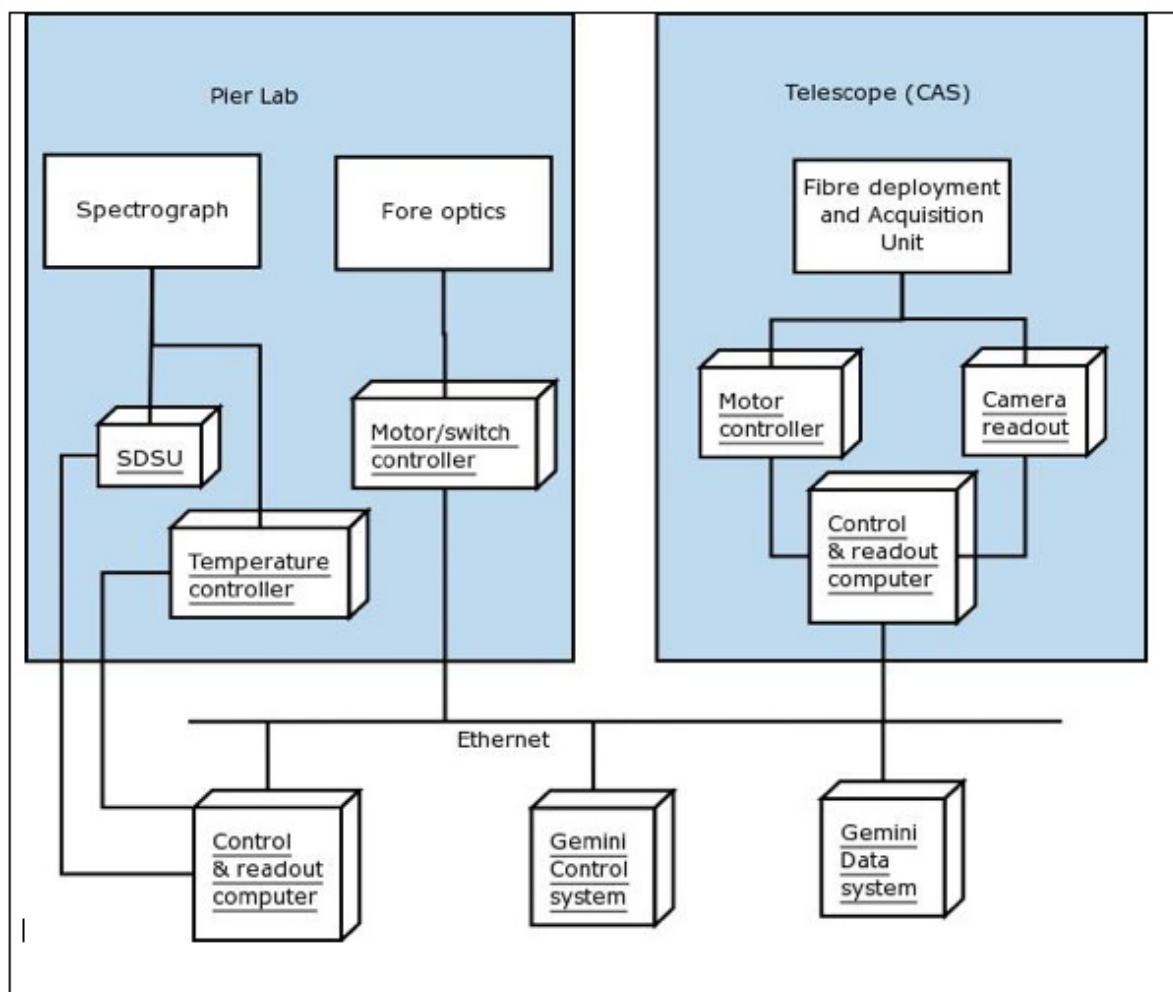 Pier Lab
Telescope (CAS)
Spectrograph
Fore optics
Fibre deployment
and Acquisition
Unit
SDSU
Motor/switch
controller
Motor
controller
Camera
readout
Temperature
controller
Control
& readout
computer
Ethernet
Control
& readout
computer
Gemini
Control
system
Gemini
Data
system